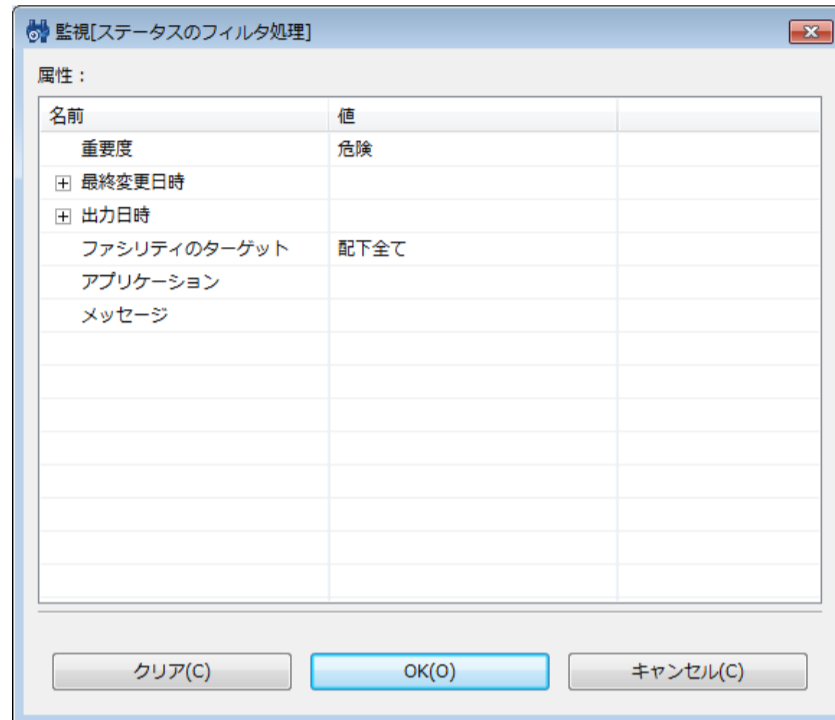 監視[ステータスのフィルタ処理]
属性：
名前 値
重要度 危険
最終変更日時
出力日時
ファシリティのターゲット 配下全て
アプリケーション
メッセージ
クリア(C) OK(O) キャンセル(C)